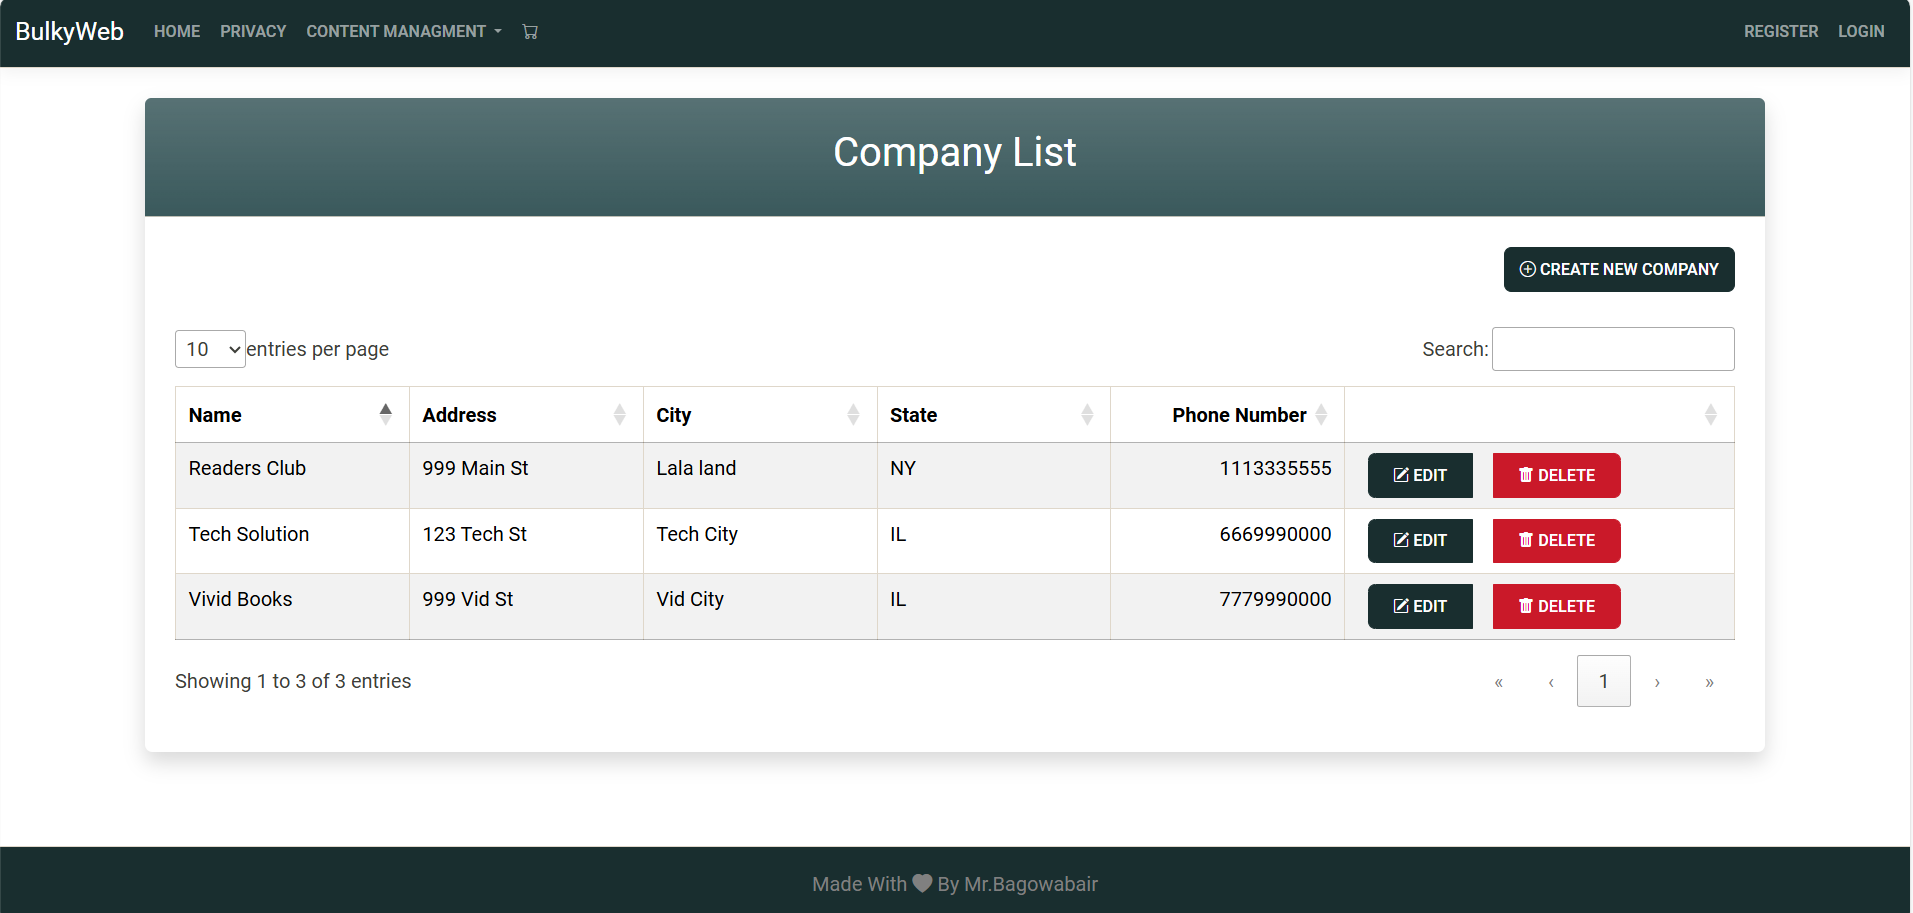 BulkyWeb HOME PRIVACY CONTENT MANAGMENT REGISTER LOGIN
Company List
CREATE NEW COMPANY
10 entries per page Search:
Name Address City State Phone Number
Readers Club 999 Main St Lala land NY 1113335555 EDIT DELETE
Tech Solution 123 Tech St Tech City IL 6669990000 EDIT DELETE
Vivid Books 999 Vid St Vid City IL 7779990000 EDIT DELETE
Showing 1 to 3 of 3 entries « ‹ 1 › »
Made With ♥ By Mr.Bagowabair